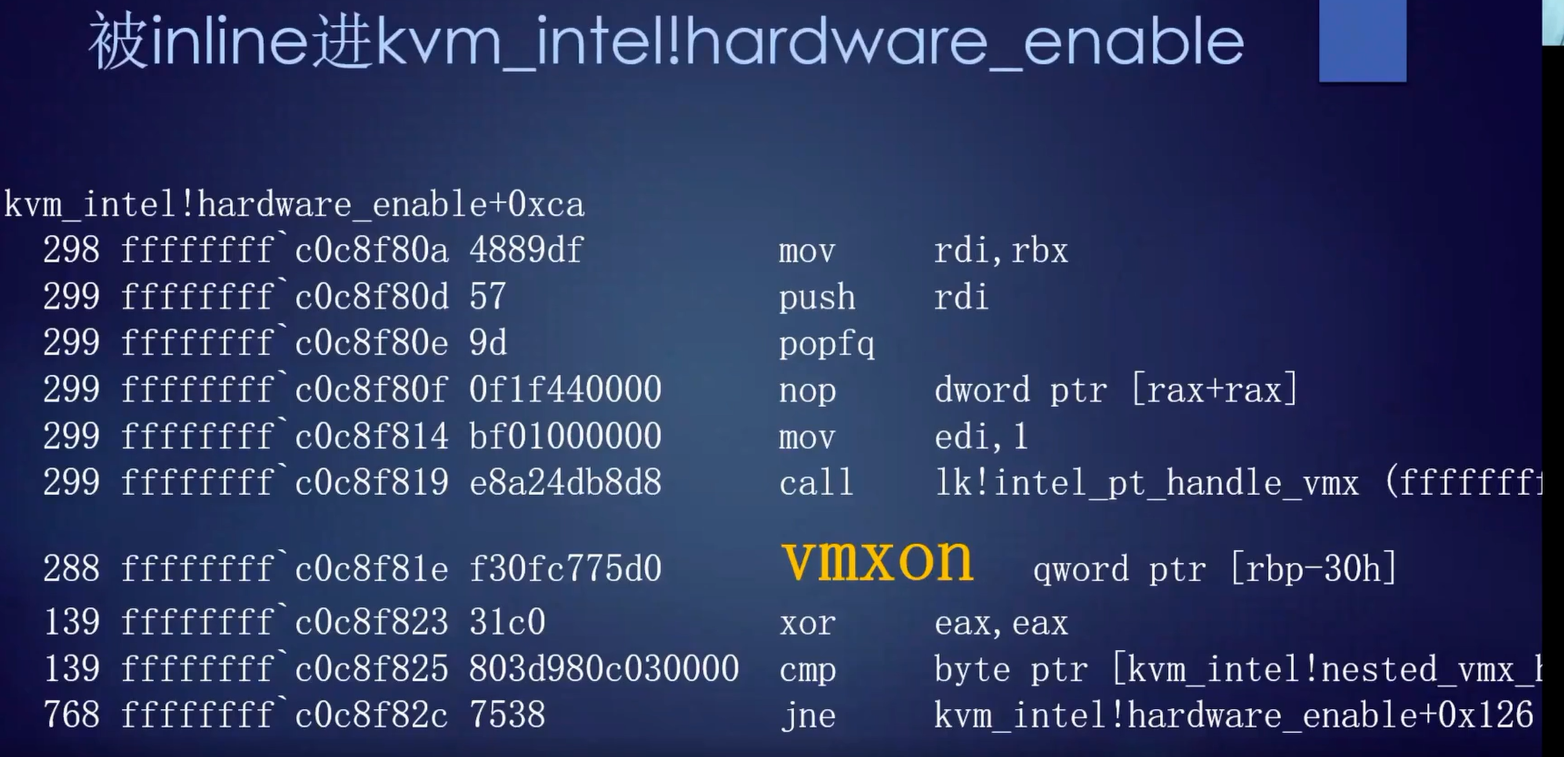 被inline进kvm_intel!hardware_enable
kvm_intel!hardware_enable+0xca
298 ffffffff`c0c8f80a 4889df mov rdi,rbx
299 ffffffff`c0c8f80d 57 push rdi
299 ffffffff`c0c8f80e 9d popfq
299 ffffffff`c0c8f80f 0f1f440000 nop dword ptr [rax+rax]
299 ffffffff`c0c8f814 bf01000000 mov edi,1
299 ffffffff`c0c8f819 e8a24db8d8 call lk!intel_pt_handle_vmx (fffffff
288 ffffffff`c0c8f81e f30fc775d0 vmxon qword ptr [rbp-30h]
139 ffffffff`c0c8f823 31c0 xor eax,eax
139 ffffffff`c0c8f825 803d980c030000 cmp byte ptr [kvm_intel!nested_vmx_
768 ffffffff`c0c8f82c 7538 jne kvm_intel!hardware_enable+0x126